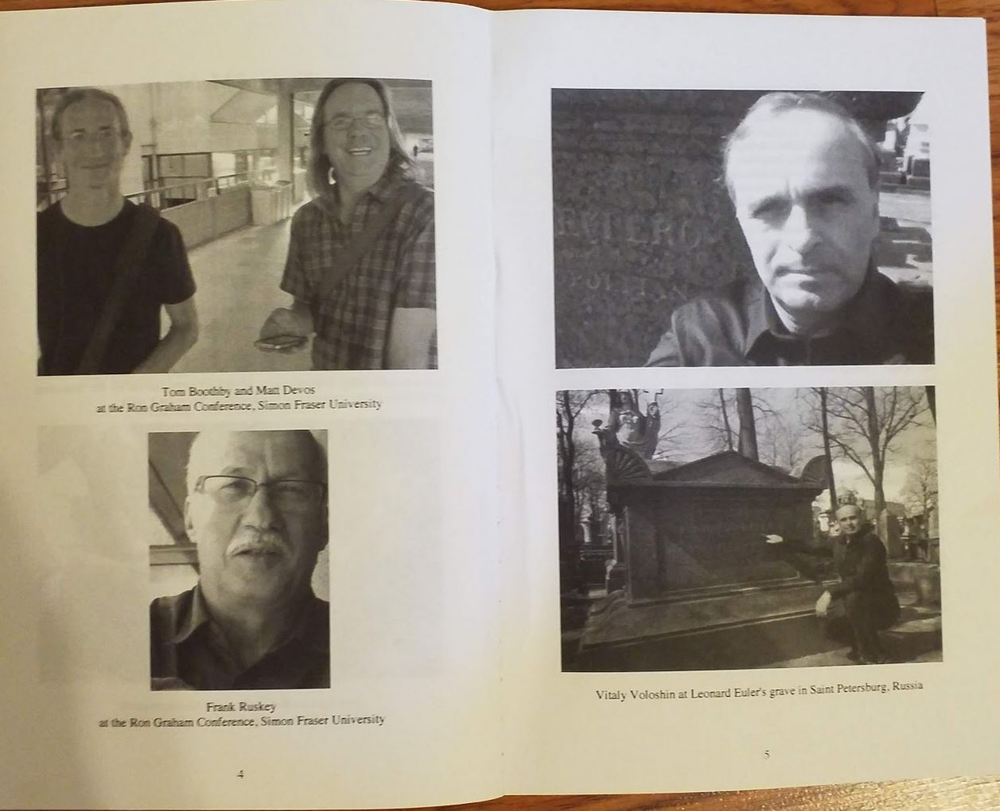 Tom Boothby and Matt Devos
at the Ron Graham Conference, Simon Fraser University
Frank Ruskey
at the Ron Graham Conference, Simon Fraser University
4
Vitaly Voloshin at Leonard Euler's grave in Saint Petersburg, Russia
5